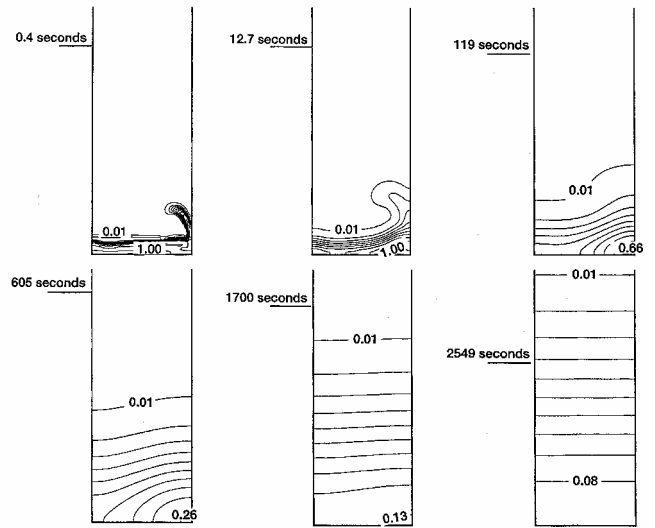 0.4 seconds
0.01
1.00
12.7 seconds
0.01
1.00
119 seconds
0.01
0.66
605 seconds
0.01
0.26
1700 seconds
0.01
0.13
0.01
2549 seconds
0.08